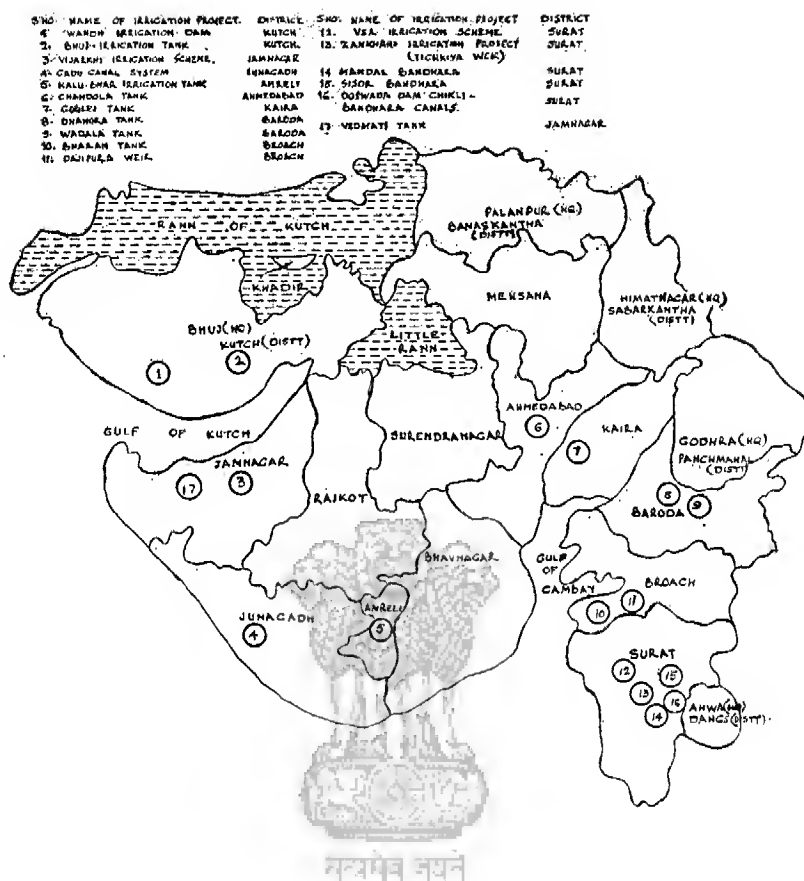 S.NO. NAME OF IRRIGATION PROJECT. DISTRICT
1. WANDH IRRIGATION DAM KUTCH
2. BHUJ IRRIGATION TANK KUTCH.
3. VIJARKHI IRRIGATION SCHEME. JAMNAGAR
4. GADU CANAL SYSTEM JUNAGADH
5. KALU-BHAR IRRIGATION TANK AMRELI
6. CHANDOLA TANK AHMEDABAD
7. TANK KAIRA
8. DHANORA TANK BARODA
9. WADALA TANK BARODA
10. BHARAN TANK BROACH
11. WEIR BROACH
S.NO. NAME OF IRRIGATION PROJECT DISTRICT
12. IRRIGATION SCHEME SURAT
13. ZANKHARI IRRIGATION PROJECT SURAT
(TICHKIYA WEIR)
14 MANDAL BANDHARA SURAT
15. BANDHARA SURAT
16. DOSWADA DAM CHIKLI- SURAT
BANDHARA CANALS.
17. VEDMATI TANK JAMNAGAR
RANN OF KUTCH
KHADIR
BHUJ (HQ)
KUTCH (DISTT)
1
2
LITTLE
RANN
PALANPUR (HQ)
BANASKANTHA
(DISTT)
MEHSANA
HIMATNAGAR (HQ)
SABARKANTHA
(DISTT)
GULF OF KUTCH
JAMNAGAR
17
3
RAJKOT
SURENDRANAGAR
AHMEDABAD
6
KAIRA
7
GODHRA (HQ)
PANCHMAHAL
(DISTT)
8
9
BARODA
BHAVNAGAR
GULF
OF
CAMBAY
BROACH
10
11
JUNAGADH
4
AMRELI
5
SURAT
12
15
13
16
14
AHWA (HQ)
DANGS (DISTT).
सत्यमेव जयते